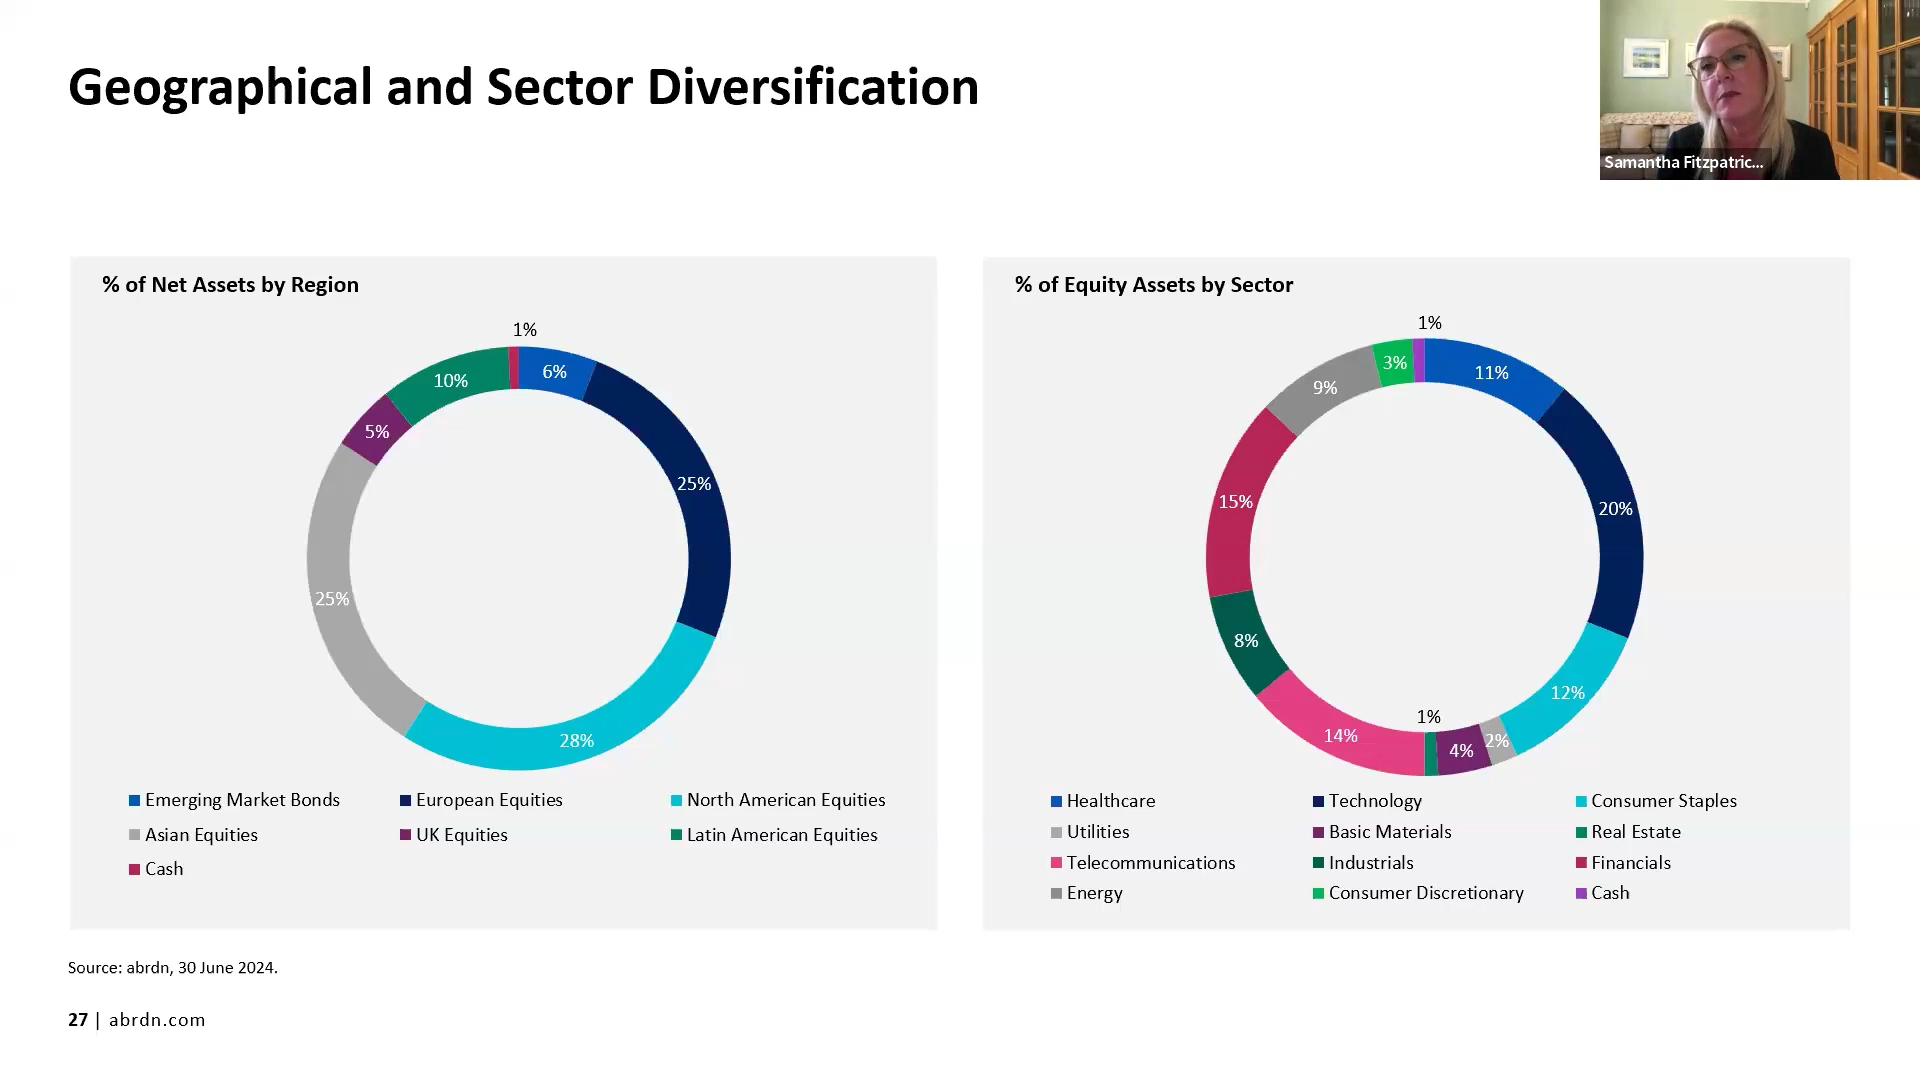 Geographical and Sector Diversification
Samantha Fitzpatric...
% of Net Assets by Region
1%
6%
10%
5%
25%
25%
28%
Emerging Market Bonds
European Equities
North American Equities
Asian Equities
UK Equities
Latin American Equities
Cash
% of Equity Assets by Sector
1%
3%
11%
9%
15%
20%
8%
12%
1%
14%
4%
2%
Healthcare
Technology
Consumer Staples
Utilities
Basic Materials
Real Estate
Telecommunications
Industrials
Financials
Energy
Consumer Discretionary
Cash
Source: abrdn, 30 June 2024.
27 | abrdn.com